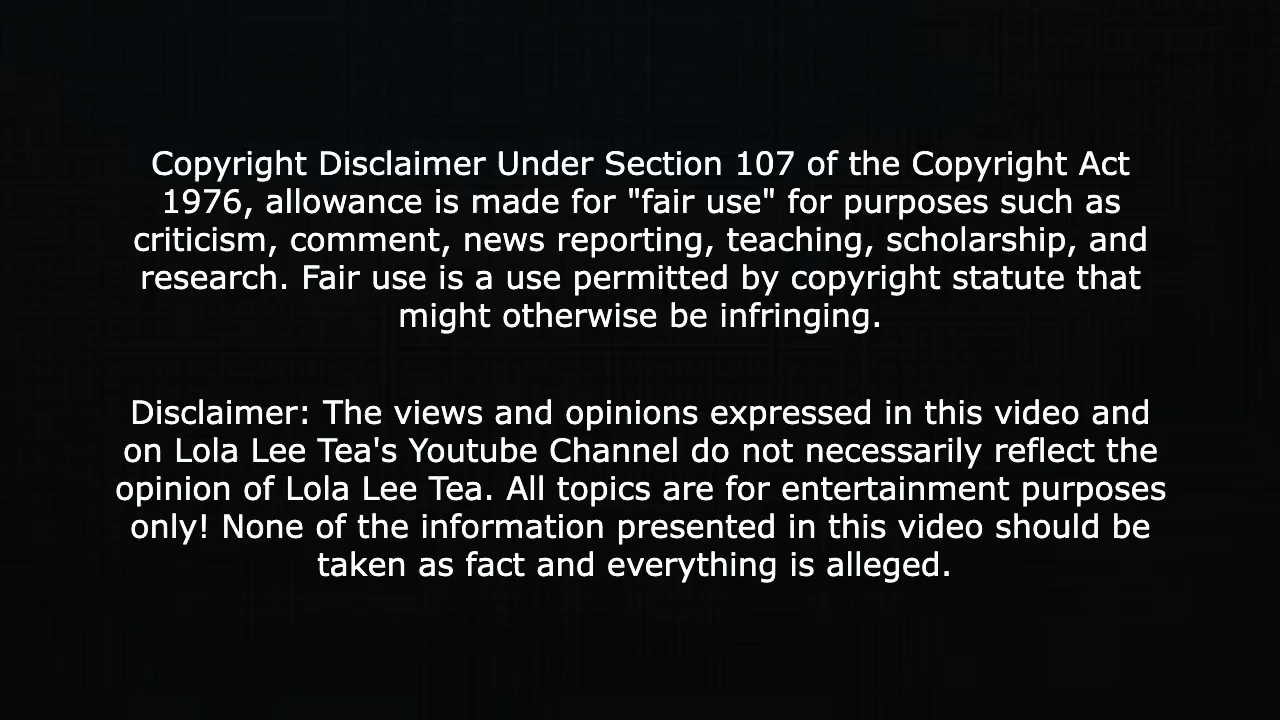 Copyright Disclaimer Under Section 107 of the Copyright Act
1976, allowance is made for "fair use" for purposes such as
criticism, comment, news reporting, teaching, scholarship, and
research. Fair use is a use permitted by copyright statute that
might otherwise be infringing.
Disclaimer: The views and opinions expressed in this video and
on Lola Lee Tea's Youtube Channel do not necessarily reflect the
opinion of Lola Lee Tea. All topics are for entertainment purposes
only! None of the information presented in this video should be
taken as fact and everything is alleged.